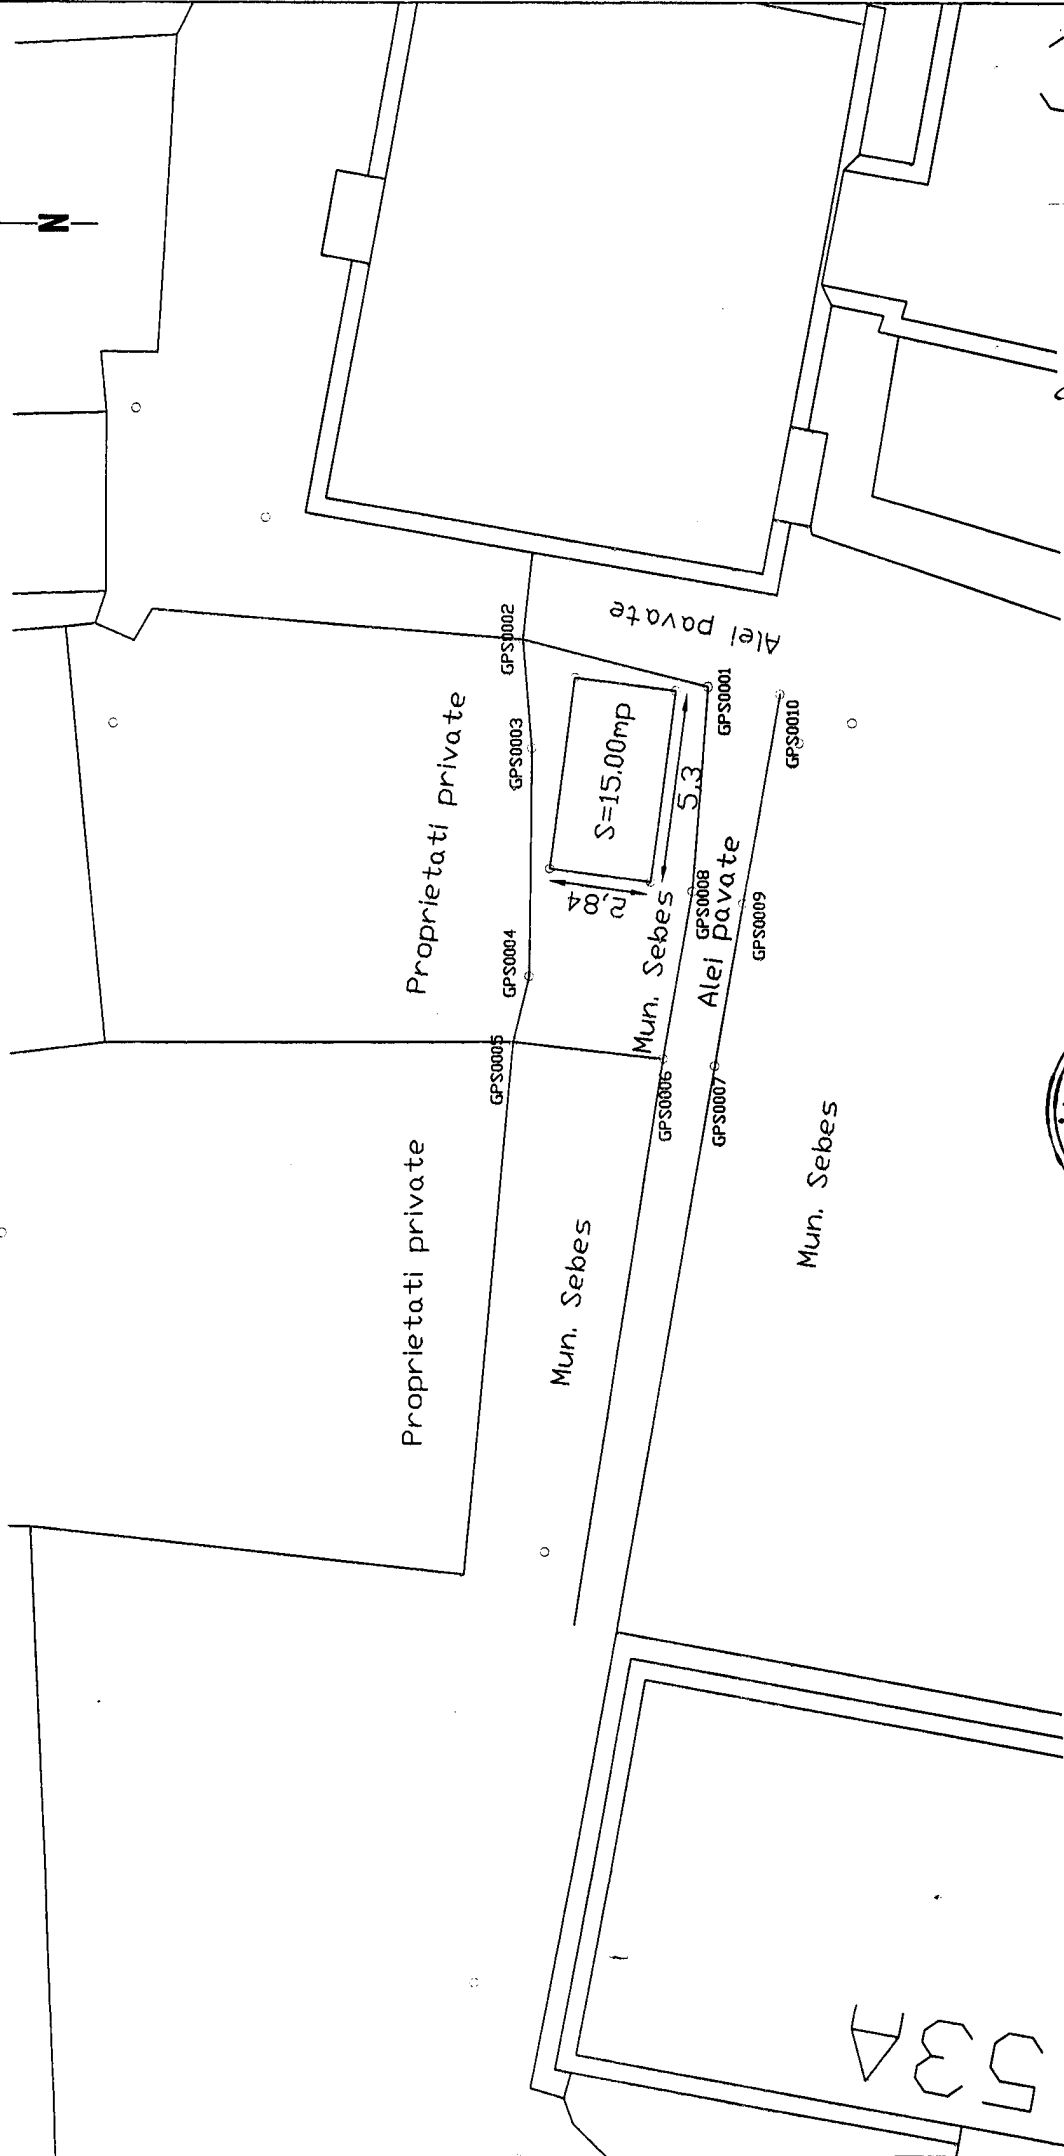 N
Alei pavate
GPS0002
GPS0001
GPS0010
GPS0003
Proprietati private
S=15.00mp
5.3
2,84
GPS0008
GPS0009
Alei pavate
Mun. Sebes
GPS0004
GPS0005
GPS0006
GPS0007
Proprietati private
Mun. Sebes
Mun. Sebes
53A